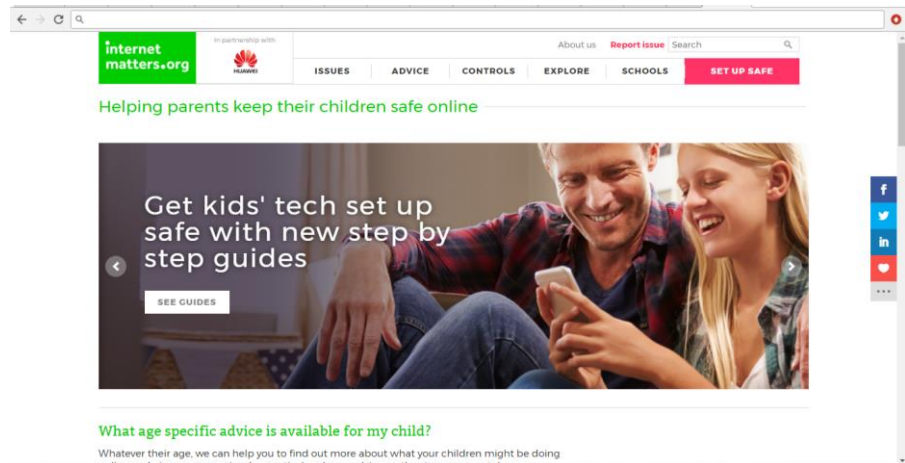 internet
matters.org
in partnership with
HUAWEI
About us Report issue Search
ISSUES ADVICE CONTROLS EXPLORE SCHOOLS SET UP SAFE
Helping parents keep their children safe online
Get kids' tech set up
safe with new step by
step guides
SEE GUIDES
What age specific advice is available for my child?
Whatever their age, we can help you to find out more about what your children might be doing